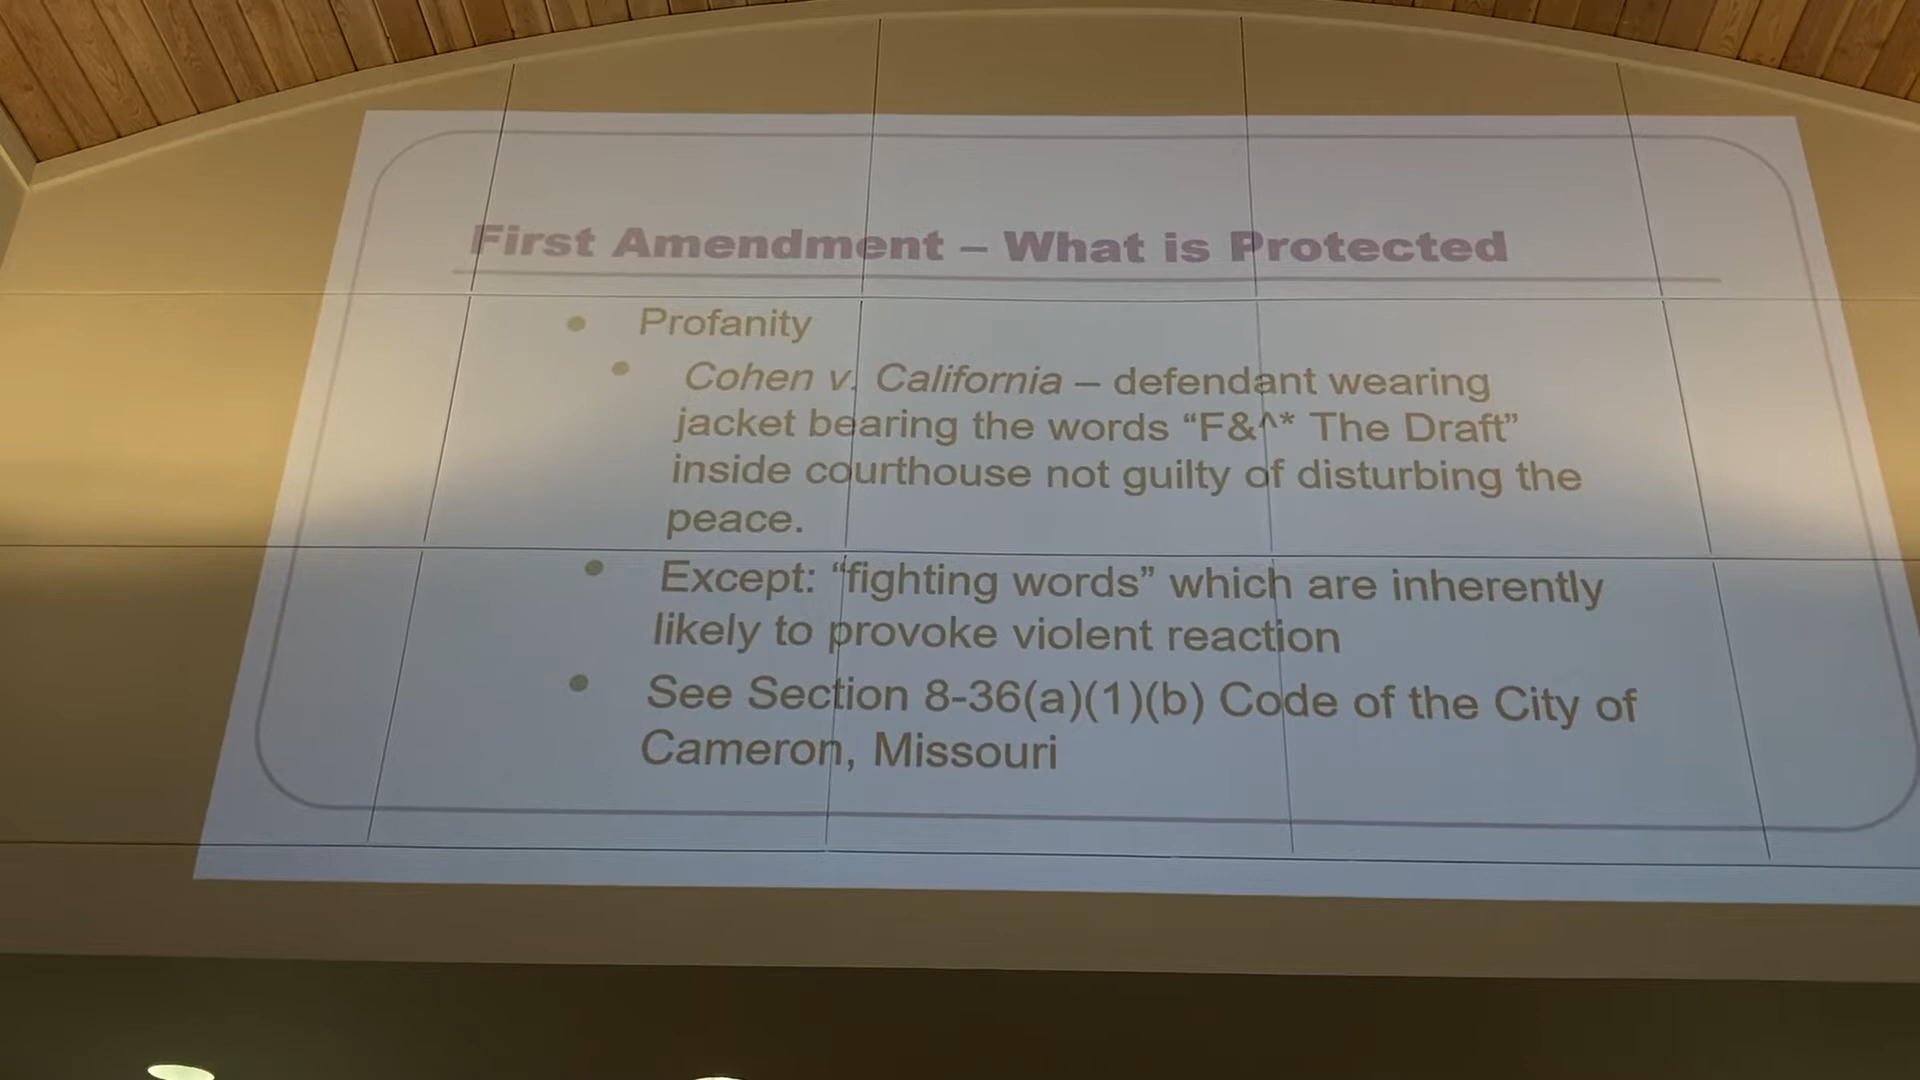 First Amendment – What is Protected
• Profanity
• Cohen v. California – defendant wearing
jacket bearing the words “F&^* The Draft”
inside courthouse not guilty of disturbing the
peace.
• Except: “fighting words” which are inherently
likely to provoke violent reaction
• See Section 8-36(a)(1)(b) Code of the City of
Cameron, Missouri